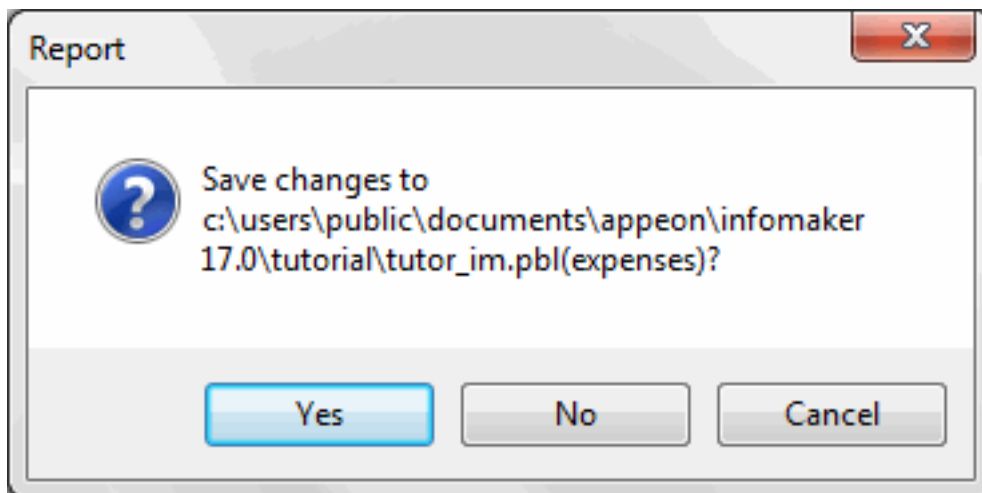 Report
Save changes to
c:\users\public\documents\appeon\infomaker
17.0\tutorial\tutor_im.pbl(expenses)?
Yes
No
Cancel